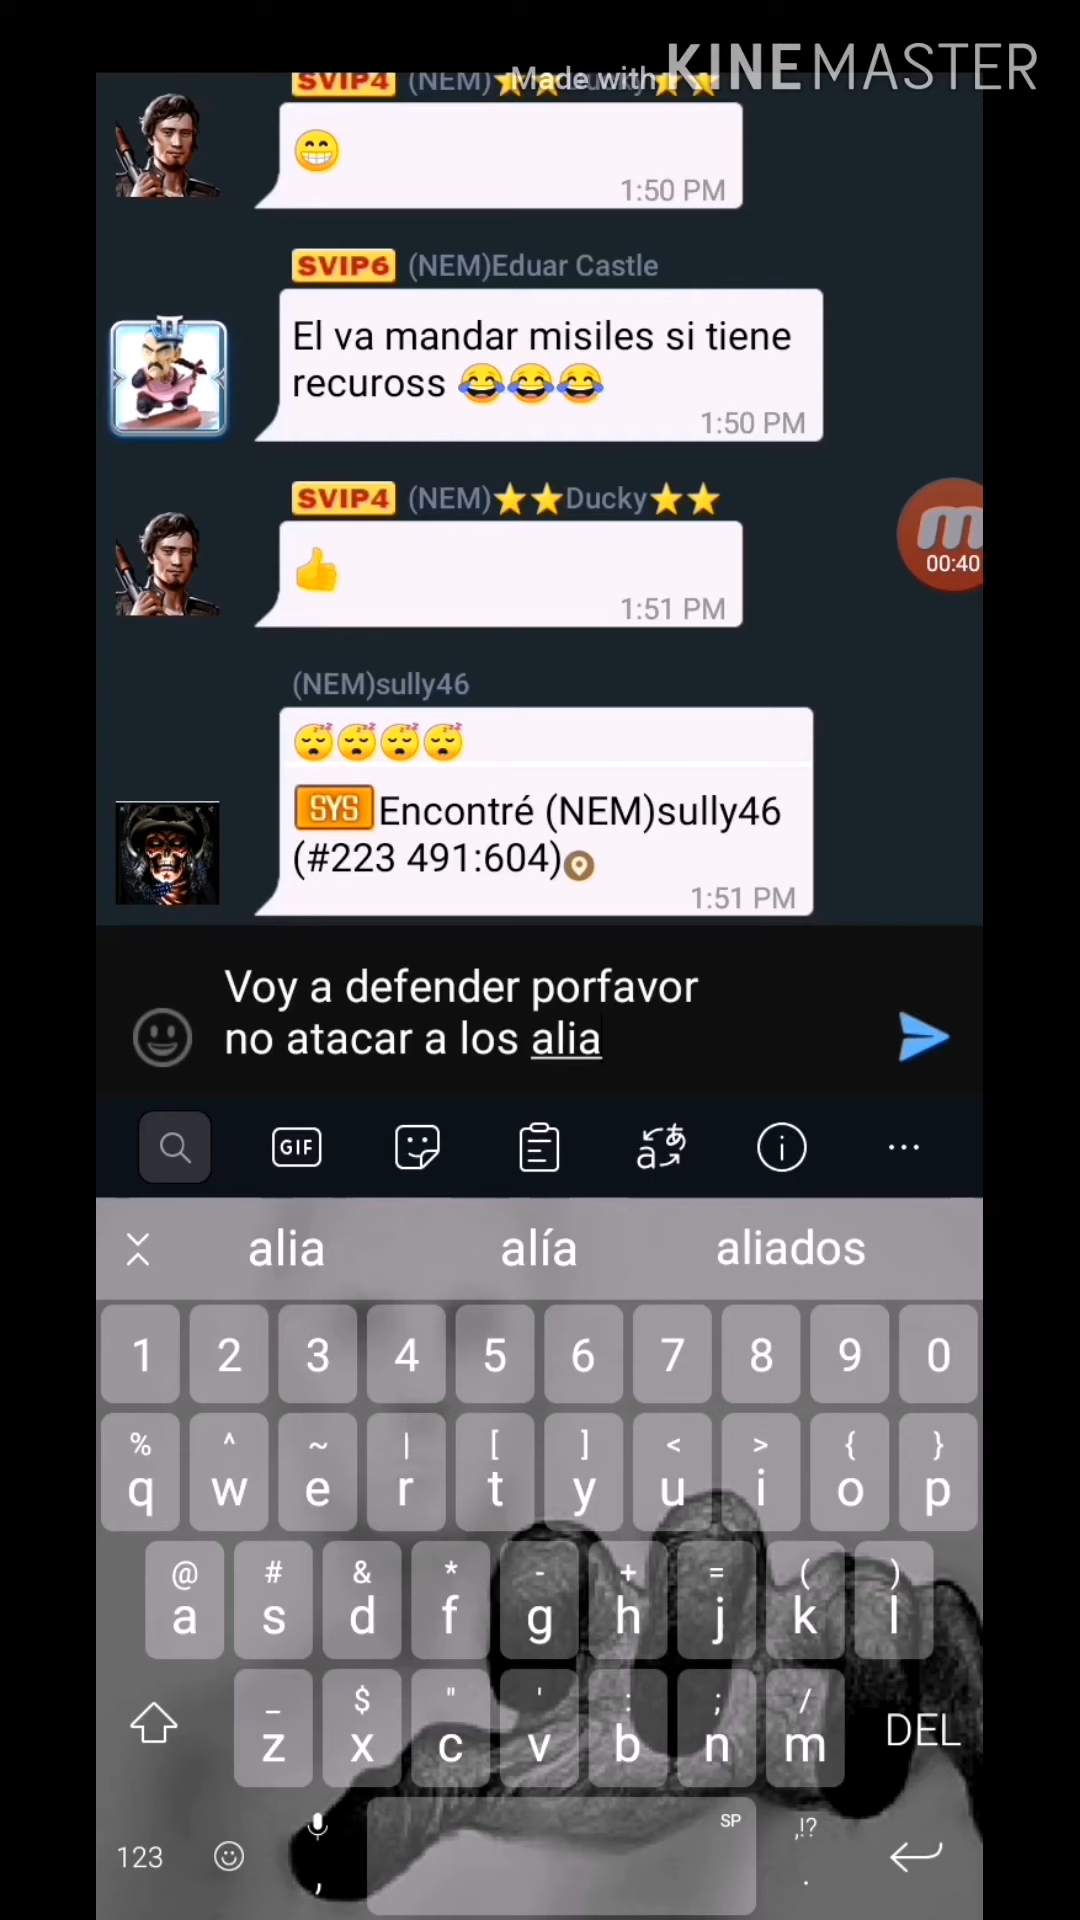 Made with KINEMASTER
SVIP4 (NEM)⭐⭐Ducky⭐⭐
😁
1:50 PM
SVIP6 (NEM)Eduar Castle
El va mandar misiles si tiene
recuross 😂😂😂
1:50 PM
SVIP4 (NEM)⭐⭐Ducky⭐⭐
👍
1:51 PM
m
00:40
(NEM)sully46
😴😴😴😴
SYS Encontré (NEM)sully46
(#223 491:604)
1:51 PM
Voy a defender porfavor
no atacar a los alia
GIF
aあ
i
...
alia alía aliados
1 2 3 4 5 6 7 8 9 0
% ^ ~ | [ ] < > { }
q w e r t y u i o p
@ # & * - + = ( )
a s d f g h j k l
_ $ " ' : ; /
z x c v b n m DEL
SP ,!?
123 , .